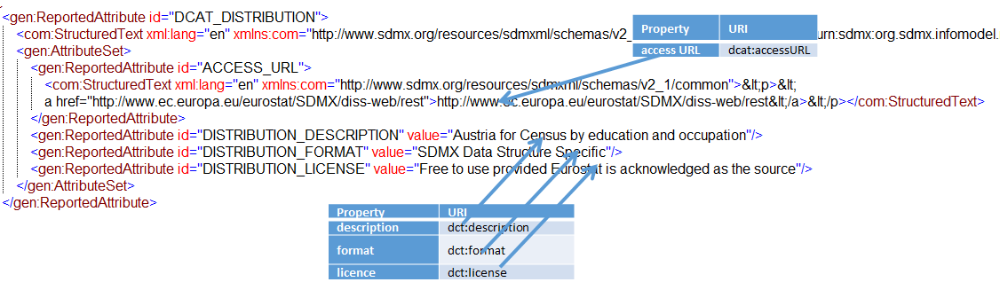 <gen:ReportedAttribute id="DCAT_DISTRIBUTION">
<com:StructuredText xml:lang="en" xmlns:com="http://www.sdmx.org/resources/sdmxml/schemas/v2_ urn:sdmx:org.sdmx.infomodel.
Property URI
access URL dcat:accessURL
<gen:AttributeSet>
<gen:ReportedAttribute id="ACCESS_URL">
<com:StructuredText xml:lang="en" xmlns:com="http://www.sdmx.org/resources/sdmxml/schemas/v2_1/common">&lt;p>&lt;
a href="http://www.ec.europa.eu/eurostat/SDMX/diss-web/rest">http://www.ec.europa.eu/eurostat/SDMX/diss-web/rest&lt;/a>&lt;/p></com:StructuredText>
</gen:ReportedAttribute>
<gen:ReportedAttribute id="DISTRIBUTION_DESCRIPTION" value="Austria for Census by education and occupation"/>
<gen:ReportedAttribute id="DISTRIBUTION_FORMAT" value="SDMX Data Structure Specific"/>
<gen:ReportedAttribute id="DISTRIBUTION_LICENSE" value="Free to use provided Eurostat is acknowledged as the source"/>
</gen:AttributeSet>
</gen:ReportedAttribute>
Property URI
description dct:description
format dct:format
licence dct:license